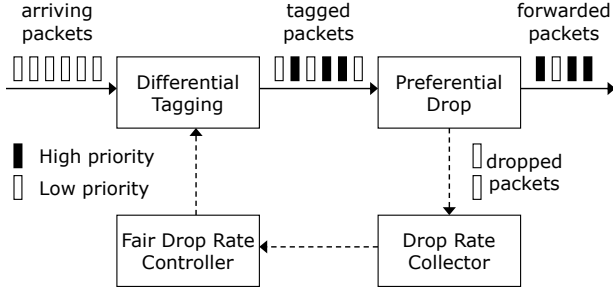 arriving
packets
tagged
packets
forwarded
packets
Differential
Tagging
Preferential
Drop
High priority
Low priority
dropped
packets
Fair Drop Rate
Controller
Drop Rate
Collector